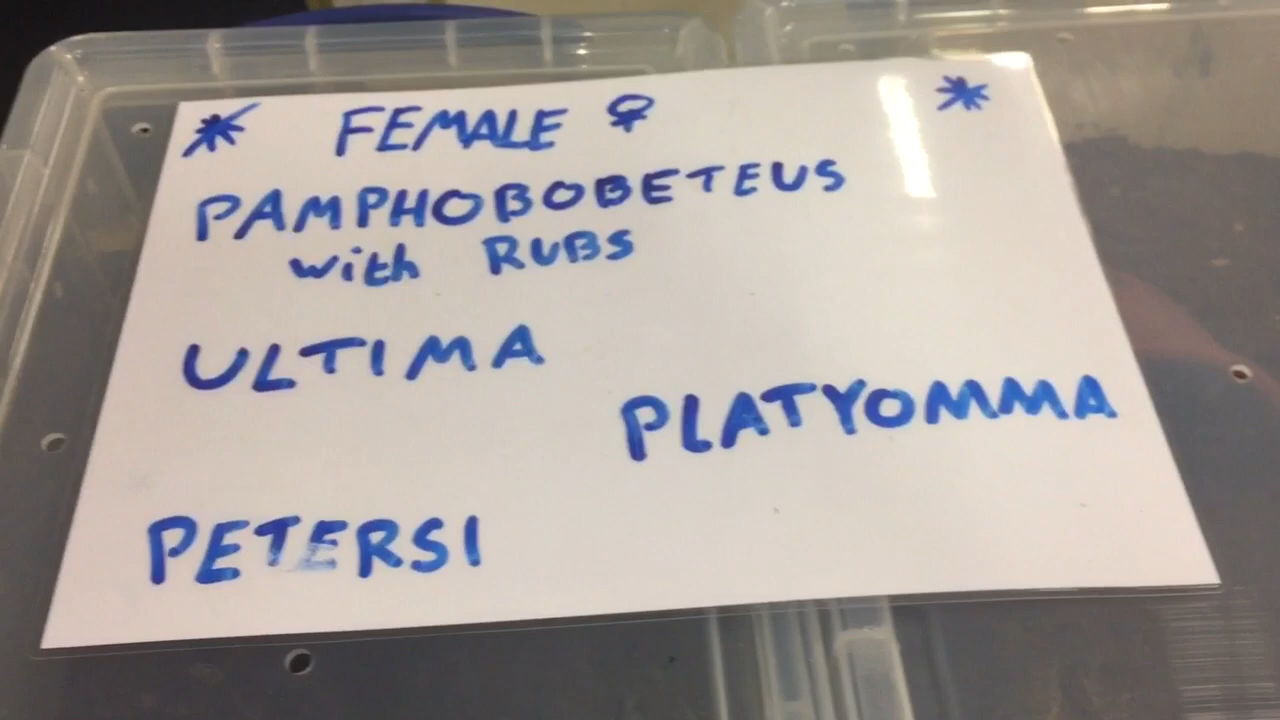 * FEMALE ♀ *
PAMPHOBOBETEUS
with RUBS
ULTIMA
PLATYOMMA
PETERSI